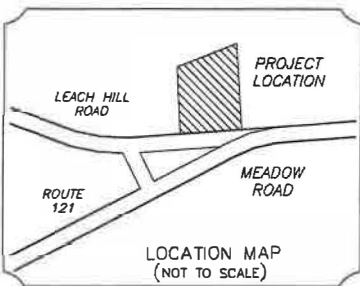 PROJECT
LOCATION
LEACH HILL
ROAD
MEADOW
ROAD
ROUTE
121
LOCATION MAP
(NOT TO SCALE)